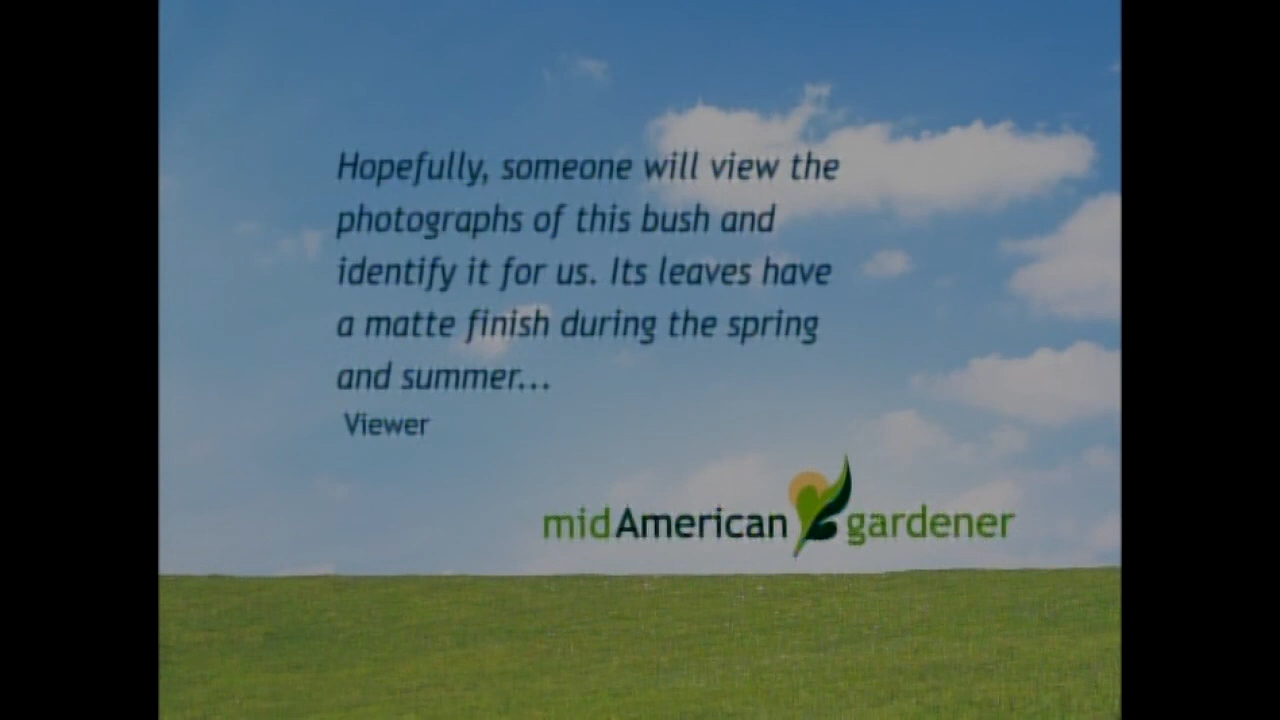 Hopefully, someone will view the
photographs of this bush and
identify it for us. Its leaves have
a matte finish during the spring
and summer...
Viewer
midAmerican gardener